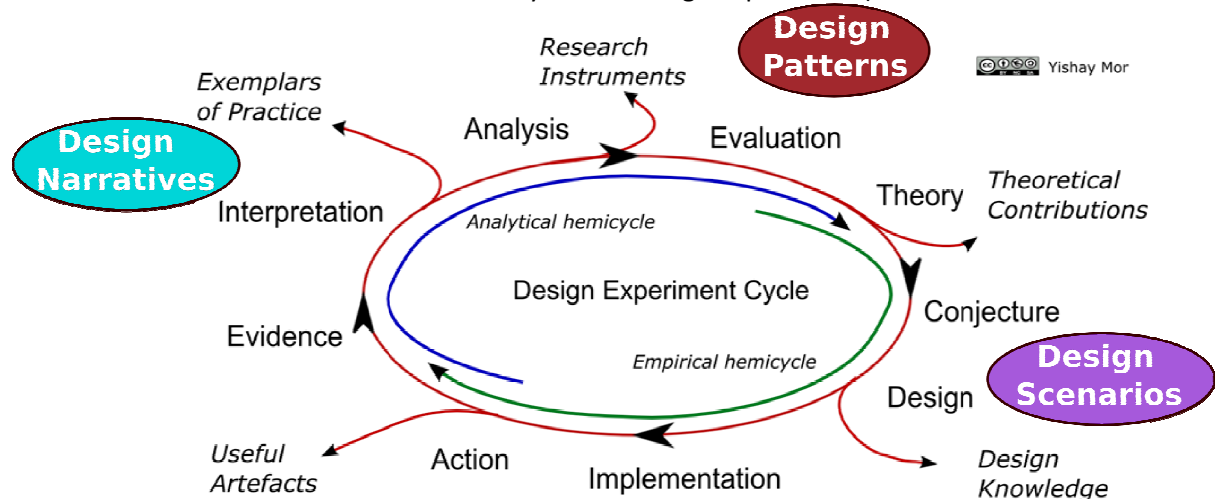 Design
Patterns
Research
Instruments
Yishay Mor
Exemplars
of Practice
Analysis
Evaluation
Design
Narratives
Theory
Theoretical
Contributions
Interpretation
Analytical hemicycle
Design Experiment Cycle
Conjecture
Evidence
Empirical hemicycle
Design
Scenarios
Design
Useful
Artefacts
Action
Implementation
Design
Knowledge